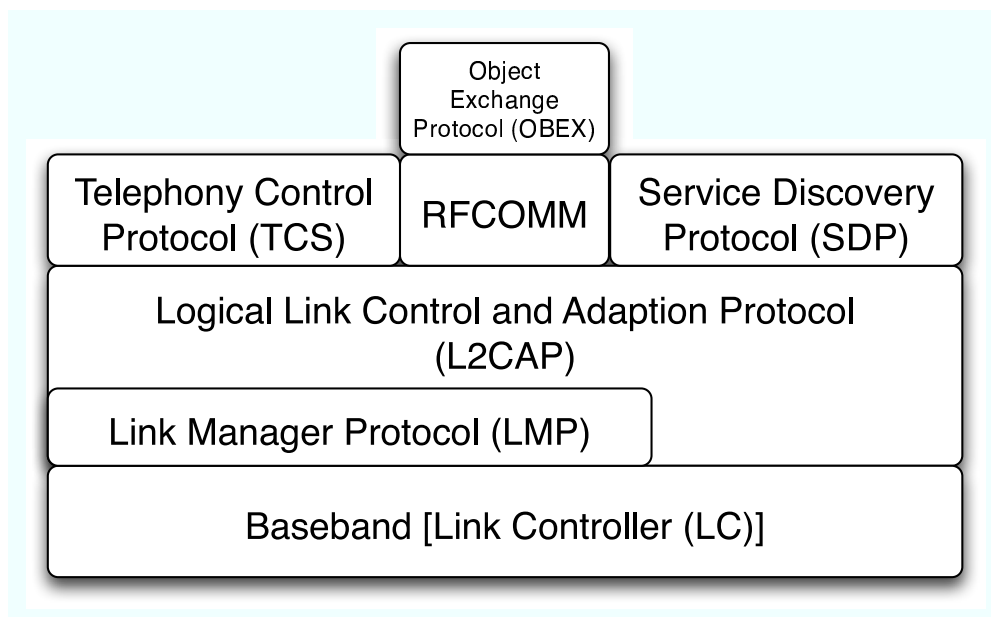 Object
Exchange
Protocol (OBEX)
Telephony Control
Protocol (TCS)
RFCOMM
Service Discovery
Protocol (SDP)
Logical Link Control and Adaption Protocol
(L2CAP)
Link Manager Protocol (LMP)
Baseband [Link Controller (LC)]